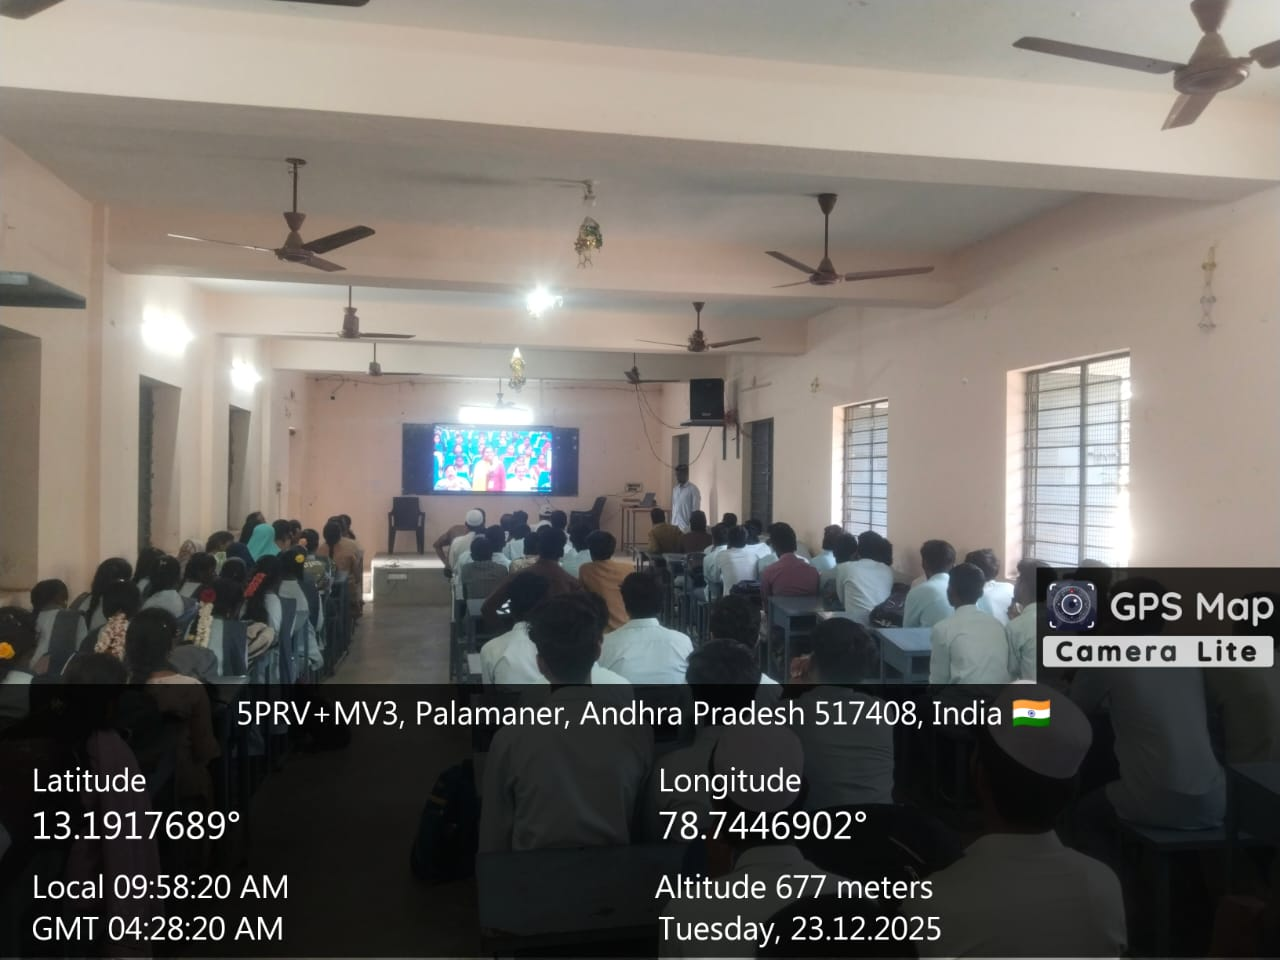 GPS Map
Camera Lite
5PRV+MV3, Palamaner, Andhra Pradesh 517408, India
Latitude
13.1917689°
Longitude
78.7446902°
Local 09:58:20 AM
GMT 04:28:20 AM
Altitude 677 meters
Tuesday, 23.12.2025